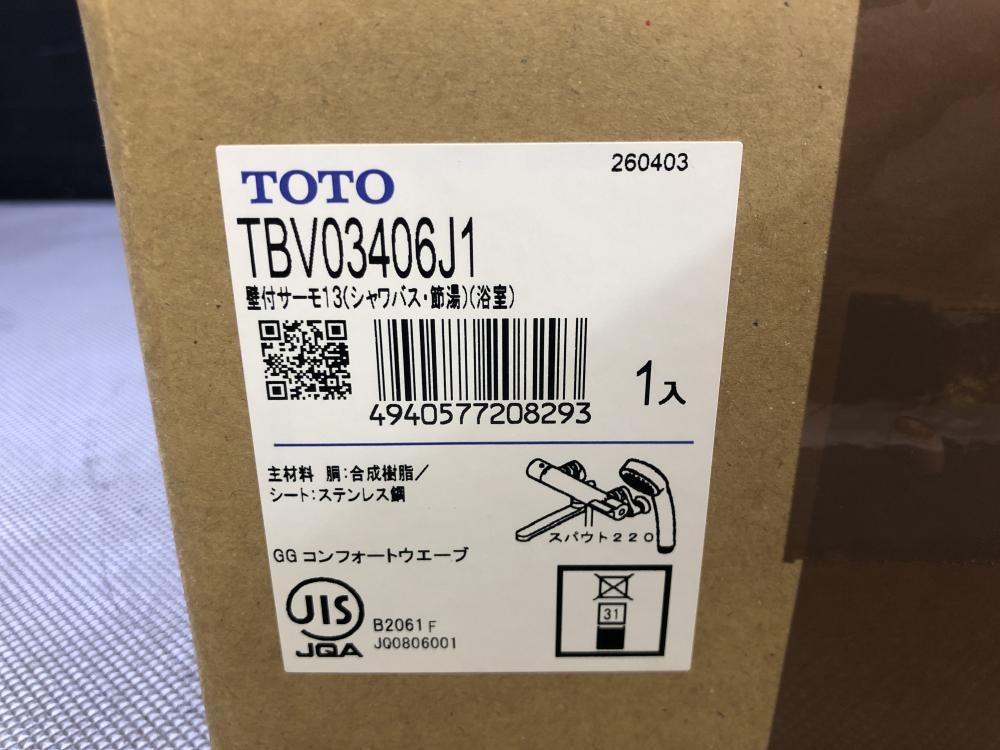 260403
TOTO
TBV03406J1
壁付サーモ13(シャワバス・節湯)(浴室)
4940577208293
1入
主材料 胴:合成樹脂/
シート:ステンレス鋼
スパウト220
GG コンフォートウエーブ
JIS
JQA
B2061 F
JQ0806001
31